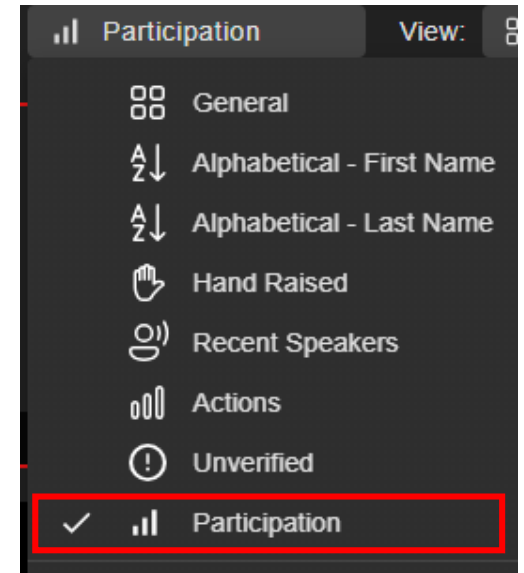 Participation View:
General
Alphabetical - First Name
Alphabetical - Last Name
Hand Raised
Recent Speakers
Actions
Unverified
Participation